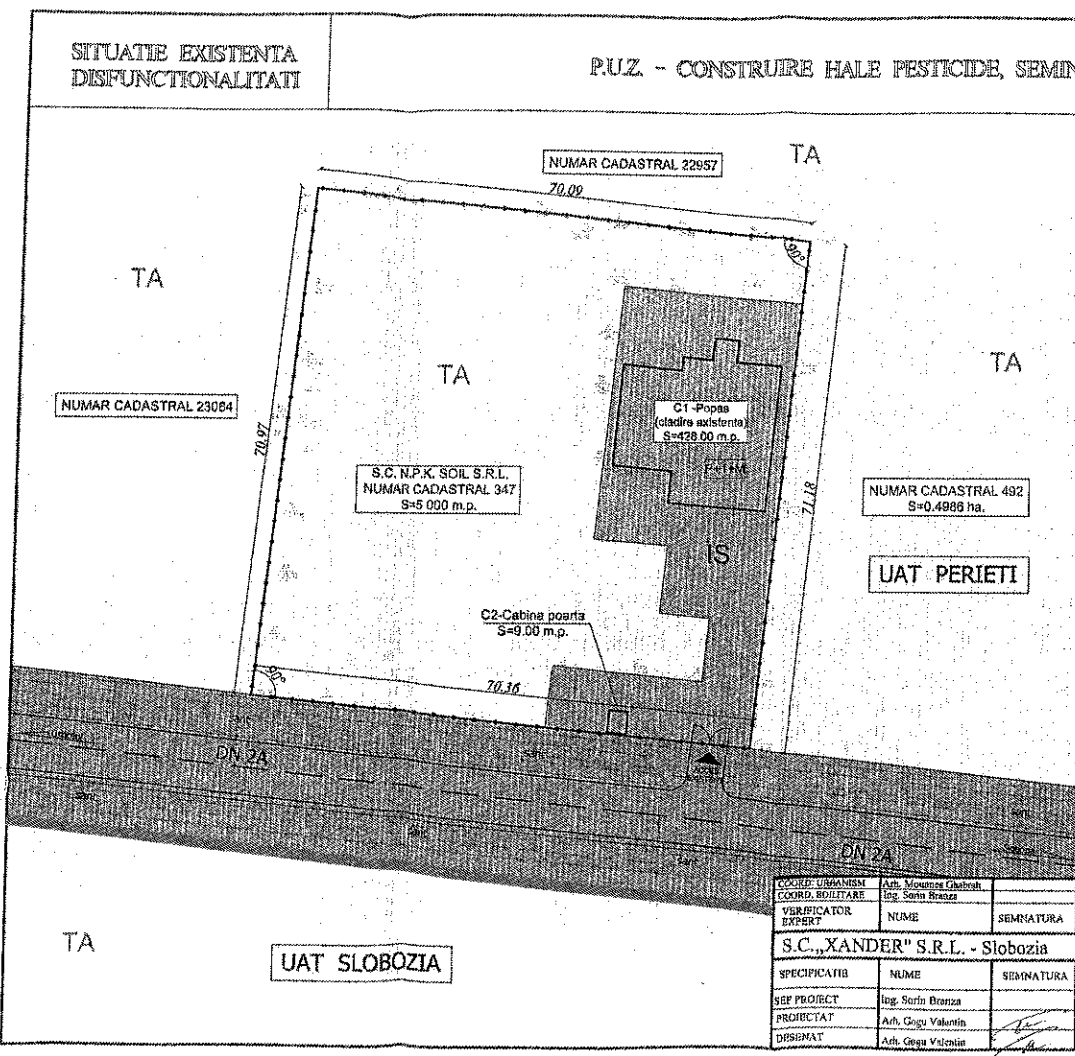 SITUATIE EXISTENTA
DISFUNCTIONALITATI
P.U.Z. - CONSTRUIRE HALE PESTICIDE, SEMIN
TA
NUMAR CADASTRAL 22957
70.09
90°
TA
TA
TA
NUMAR CADASTRAL 23064
70.97
C1 -Popas
(cladire existenta)
S=428.00 m.p.
P+1+M
S.C. N.P.K. SOIL S.R.L.
NUMAR CADASTRAL 347
S=5 000 m.p.
71.18
NUMAR CADASTRAL 492
S=0.4986 ha.
IS
UAT PERIETI
C2-Cabina poarta
S=9.00 m.p.
90°
70.36
DN 2A
DN 2A
TA
UAT SLOBOZIA
COORD. URBANISM
COORD. EDILITARE Ing. Sorin Branza
VERIFICATOR
EXPERT NUME SEMNATURA
S.C.,,XANDER" S.R.L. - Slobozia
SPECIFICATIE NUME SEMNATURA
SEF PROIECT Ing. Sorin Branza
PROIECTAT Arh. Gogu Valentin
DESENAT Arh. Gogu Valentin